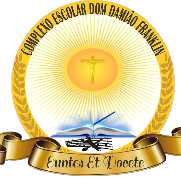 COMPLEXO ESCOLAR DOM DAMIÃO FRANKLIN
Euntes Et Docete